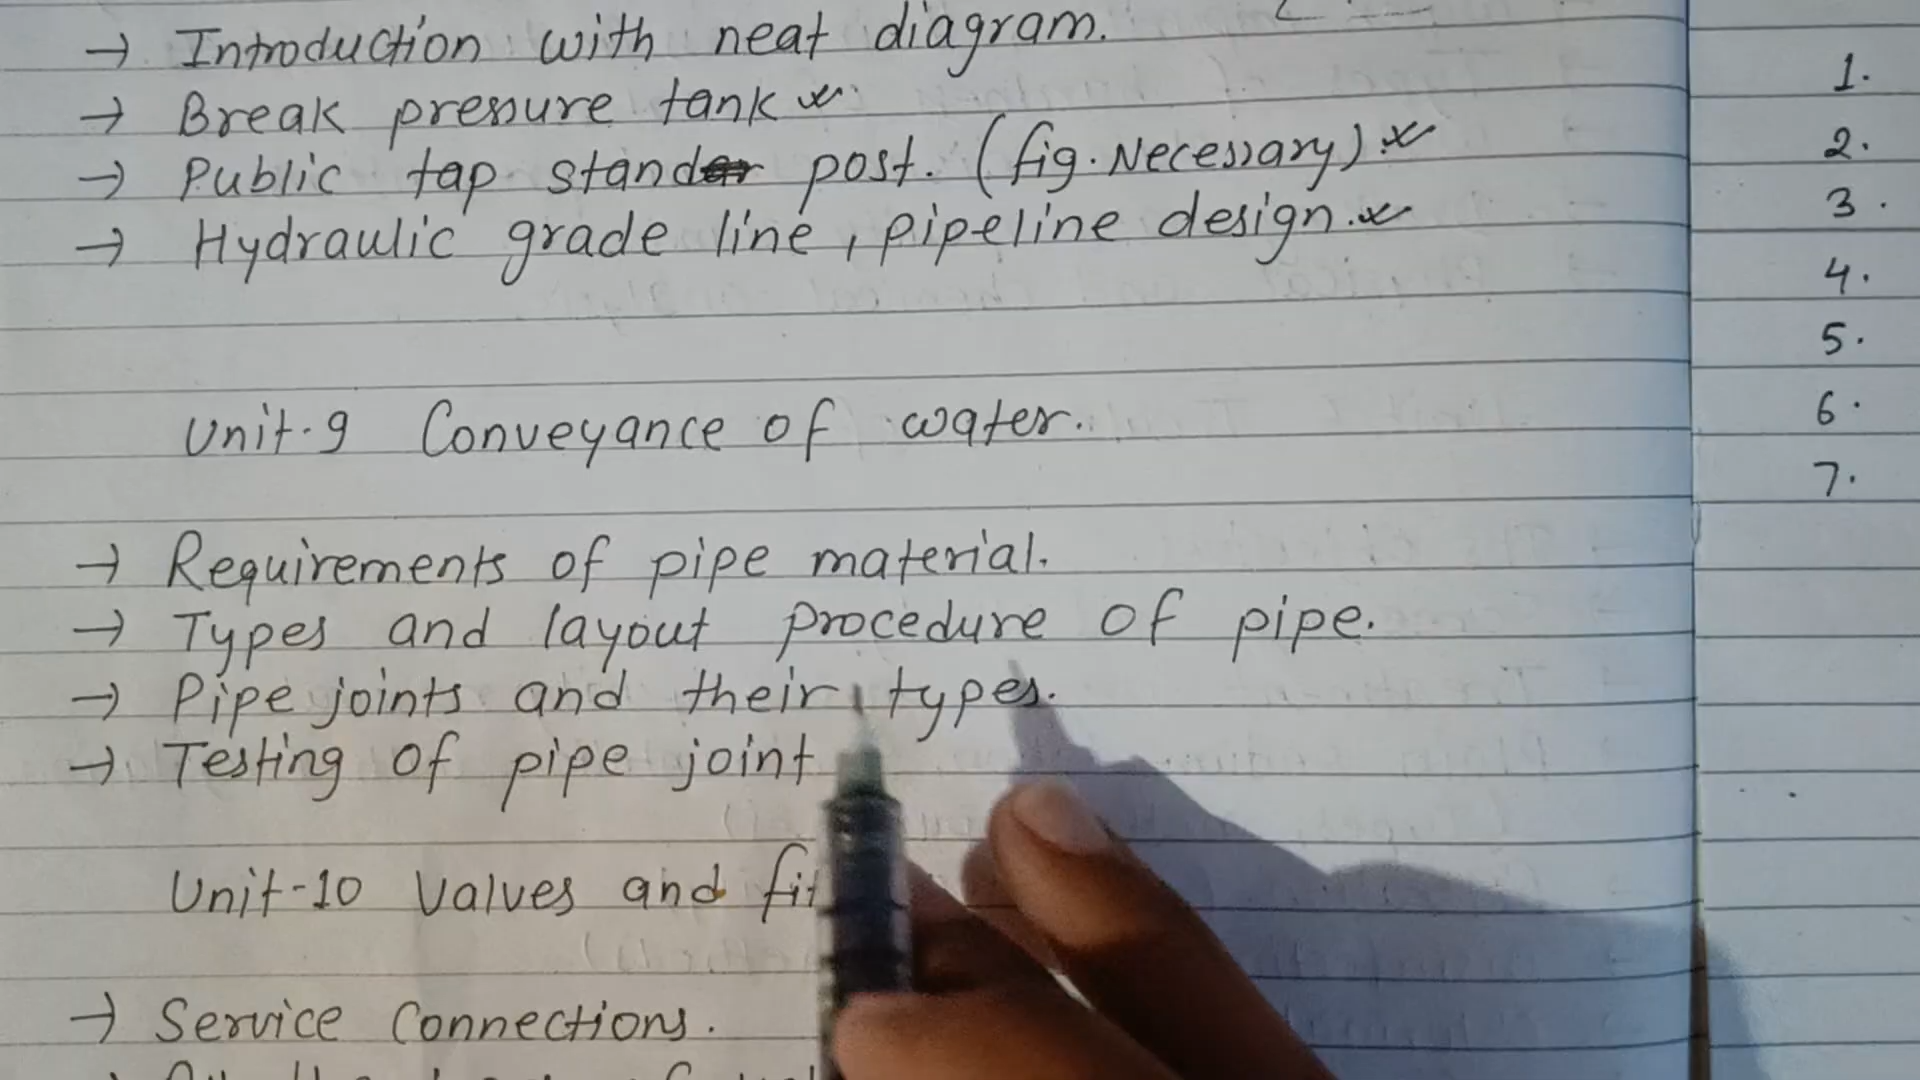 → Introduction with neat diagram.
→ Break pressure tank
→ Public tap stand post. (fig. Necessary)
→ Hydraulic grade line, pipeline design.
Unit-9 Conveyance of water.
→ Requirements of pipe material.
→ Types and layout procedure of pipe.
→ Pipe joints and their types.
→ Testing of pipe joint
Unit-10 Valves and
→ Service Connections.
1.
2.
3.
4.
5.
6.
7.